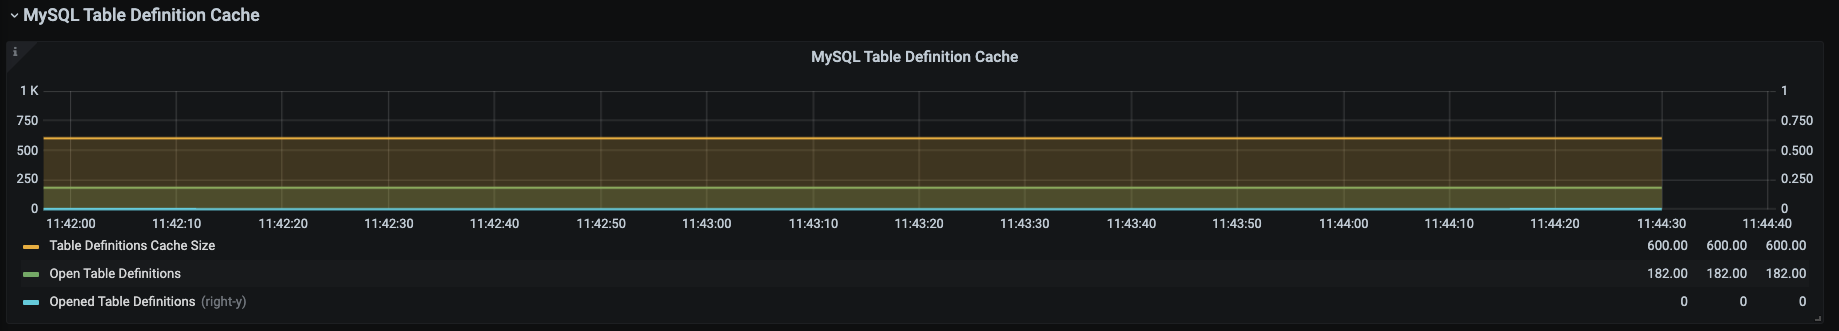 MySQL Table Definition Cache
i
MySQL Table Definition Cache
1 K 1
750 0.750
500 0.500
250 0.250
0 0
11:42:00 11:42:10 11:42:20 11:42:30 11:42:40 11:42:50 11:43:00 11:43:10 11:43:20 11:43:30 11:43:40 11:43:50 11:44:00 11:44:10 11:44:20 11:44:30 11:44:40
Table Definitions Cache Size 600.00 600.00 600.00
Open Table Definitions 182.00 182.00 182.00
Opened Table Definitions (right-y) 0 0 0